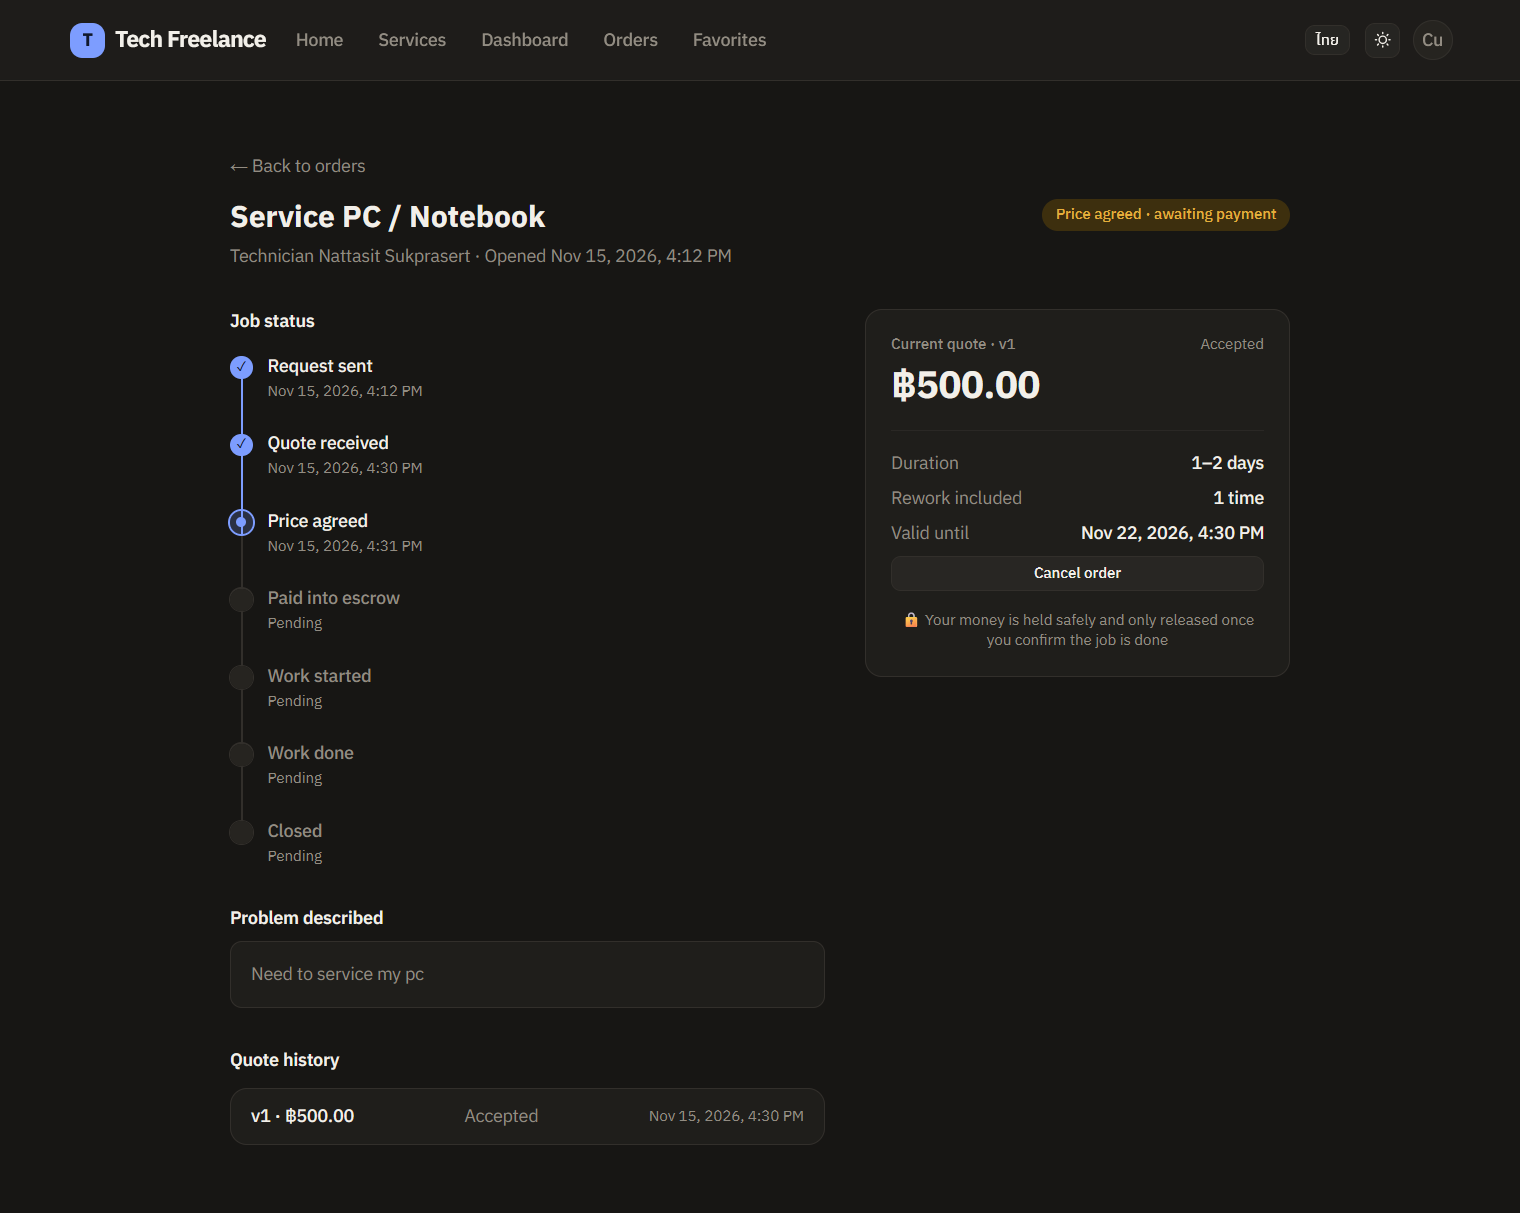 T Tech Freelance Home Services Dashboard Orders Favorites ไทย Cu
← Back to orders
Service PC / Notebook
Price agreed · awaiting payment
Technician Nattasit Sukprasert · Opened Nov 15, 2026, 4:12 PM
Job status
✓ Request sent
Nov 15, 2026, 4:12 PM
✓ Quote received
Nov 15, 2026, 4:30 PM
Price agreed
Nov 15, 2026, 4:31 PM
Paid into escrow
Pending
Work started
Pending
Work done
Pending
Closed
Pending
Problem described
Need to service my pc
Quote history
v1 · ฿500.00 Accepted Nov 15, 2026, 4:30 PM
Current quote · v1 Accepted
฿500.00
Duration 1–2 days
Rework included 1 time
Valid until Nov 22, 2026, 4:30 PM
Cancel order
🔒 Your money is held safely and only released once
you confirm the job is done